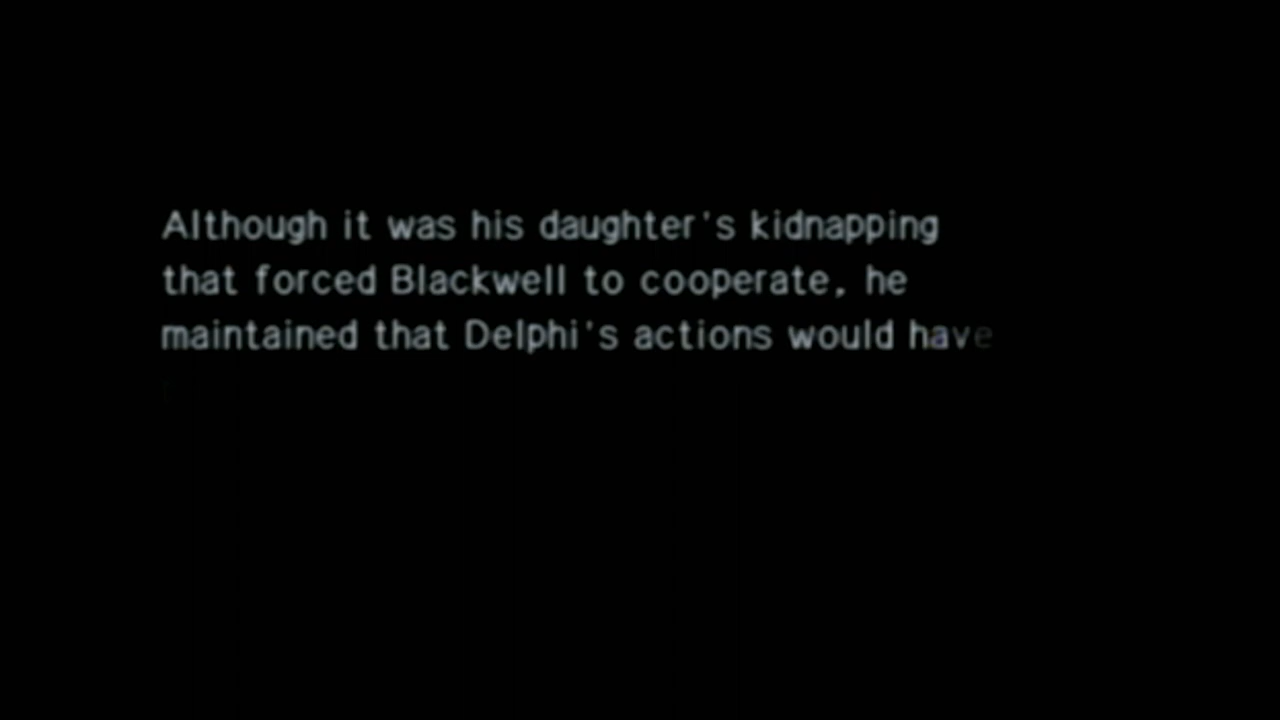 Although it was his daughter's kidnapping
that forced Blackwell to cooperate, he
maintained that Delphi's actions would have